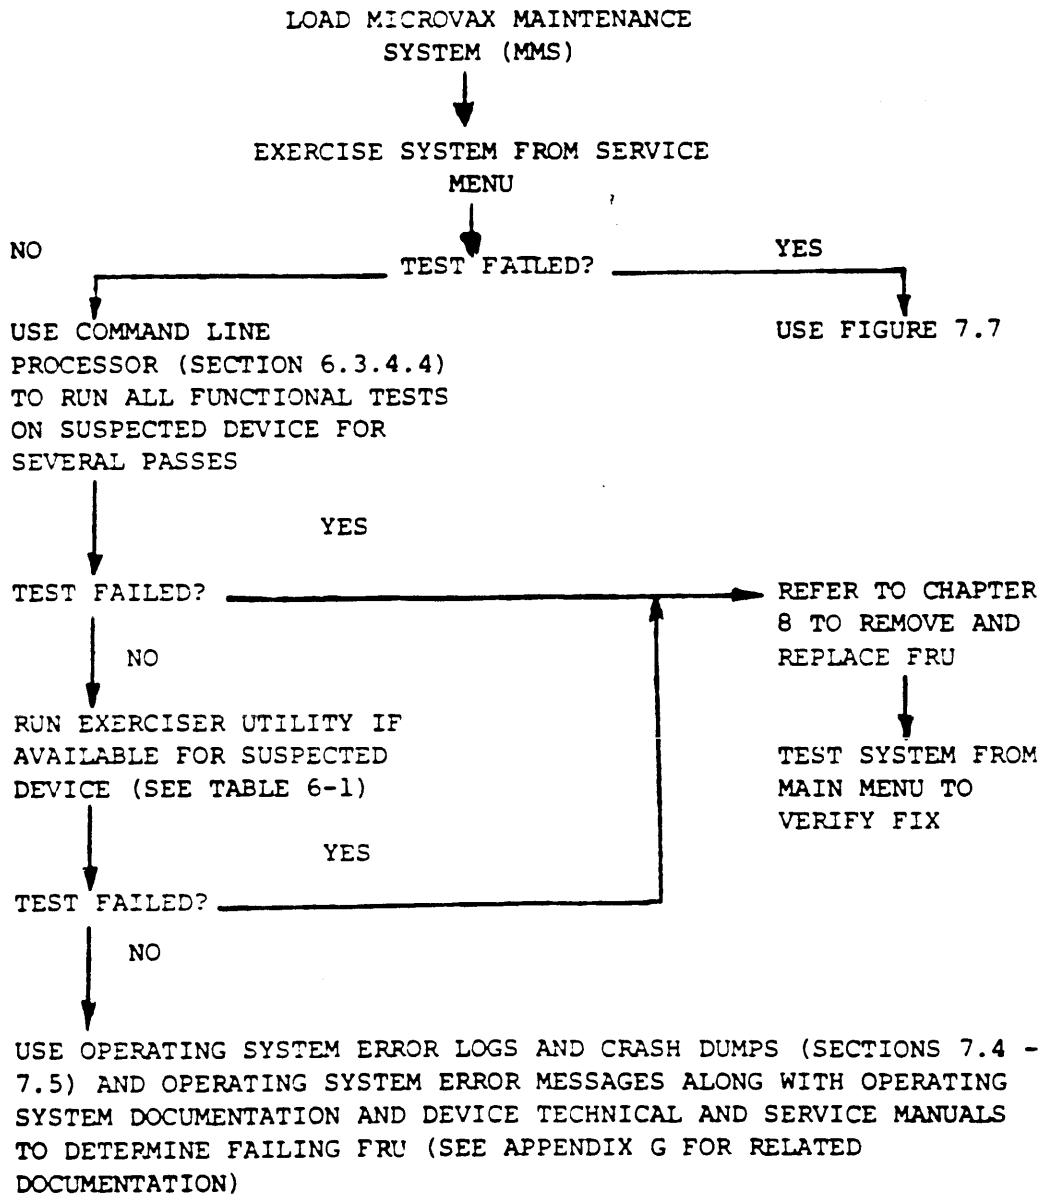 LOAD MICROVAX MAINTENANCE
SYSTEM (MMS)
EXERCISE SYSTEM FROM SERVICE
MENU
NO
TEST FAILED?
YES
USE COMMAND LINE
PROCESSOR (SECTION 6.3.4.4)
TO RUN ALL FUNCTIONAL TESTS
ON SUSPECTED DEVICE FOR
SEVERAL PASSES
USE FIGURE 7.7
YES
TEST FAILED?
REFER TO CHAPTER
8 TO REMOVE AND
REPLACE FRU
NO
RUN EXERCISER UTILITY IF
AVAILABLE FOR SUSPECTED
DEVICE (SEE TABLE 6-1)
TEST SYSTEM FROM
MAIN MENU TO
VERIFY FIX
YES
TEST FAILED?
NO
USE OPERATING SYSTEM ERROR LOGS AND CRASH DUMPS (SECTIONS 7.4 -
7.5) AND OPERATING SYSTEM ERROR MESSAGES ALONG WITH OPERATING
SYSTEM DOCUMENTATION AND DEVICE TECHNICAL AND SERVICE MANUALS
TO DETERMINE FAILING FRU (SEE APPENDIX G FOR RELATED
DOCUMENTATION)